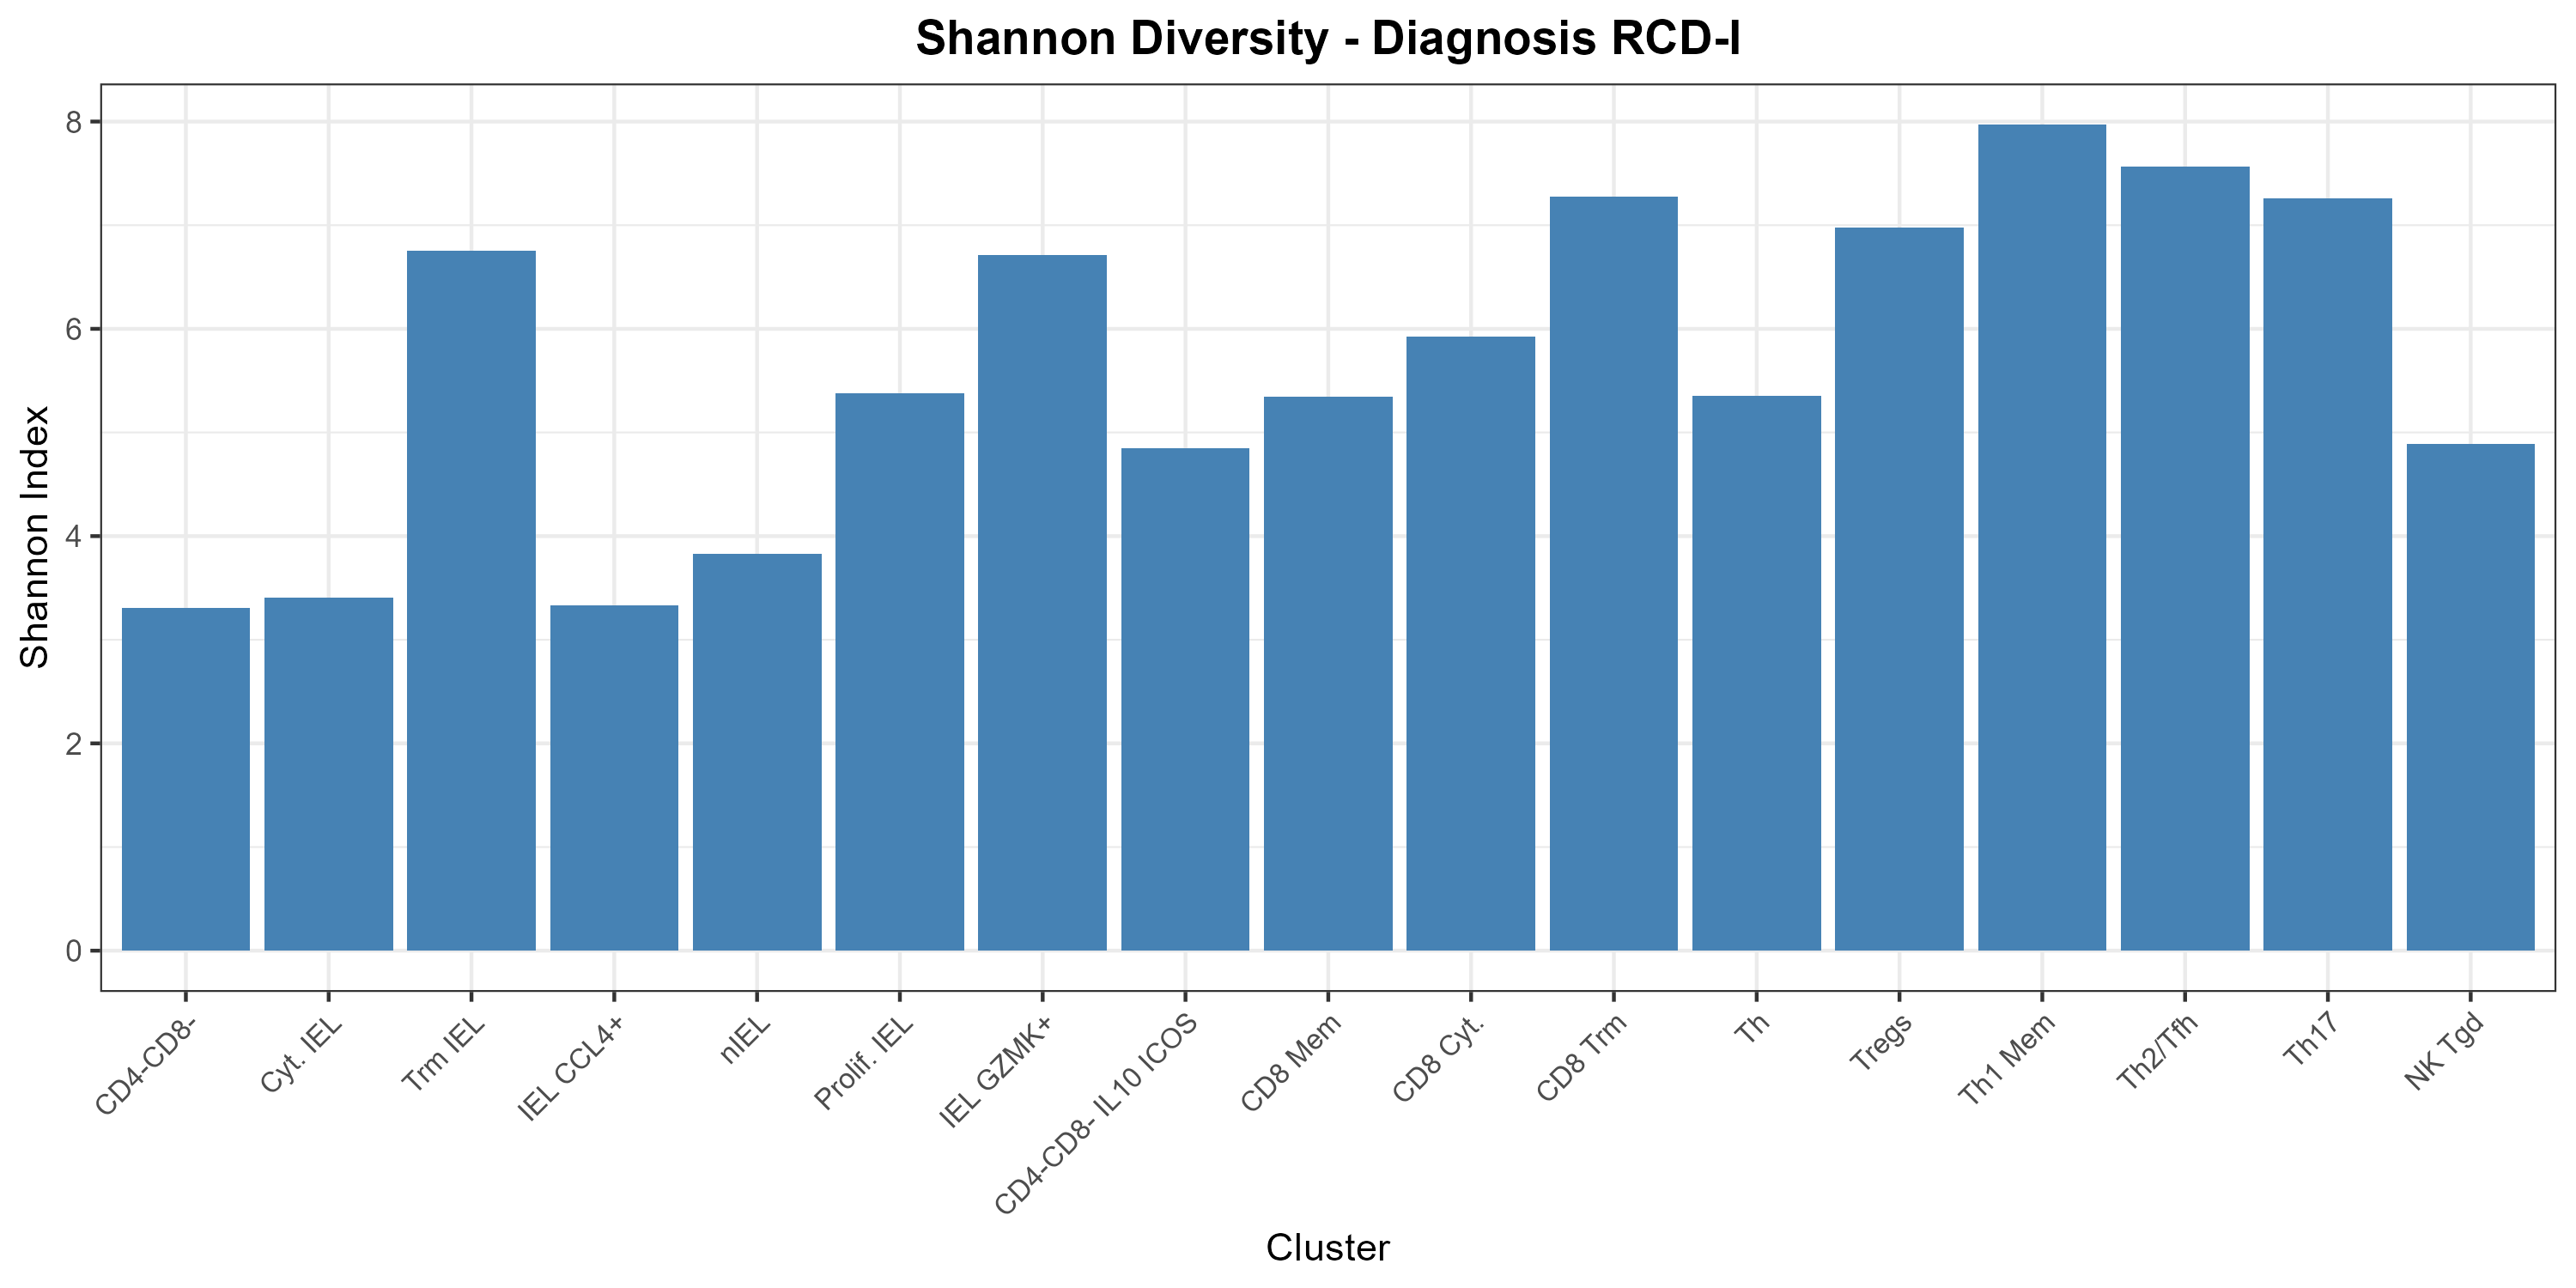 Shannon Diversity - Diagnosis RCD-I
Shannon Index
8
6
4
2
0
CD4-CD8-
Cyt. IEL
Trm IEL
IEL CCL4+
nIEL
Prolif. IEL
IEL GZMK+
CD4-CD8- IL10 ICOS
CD8 Mem
CD8 Cyt.
CD8 Trm
Th
Tregs
Th1 Mem
Th2/Tfh
Th17
NK Tgd
Cluster